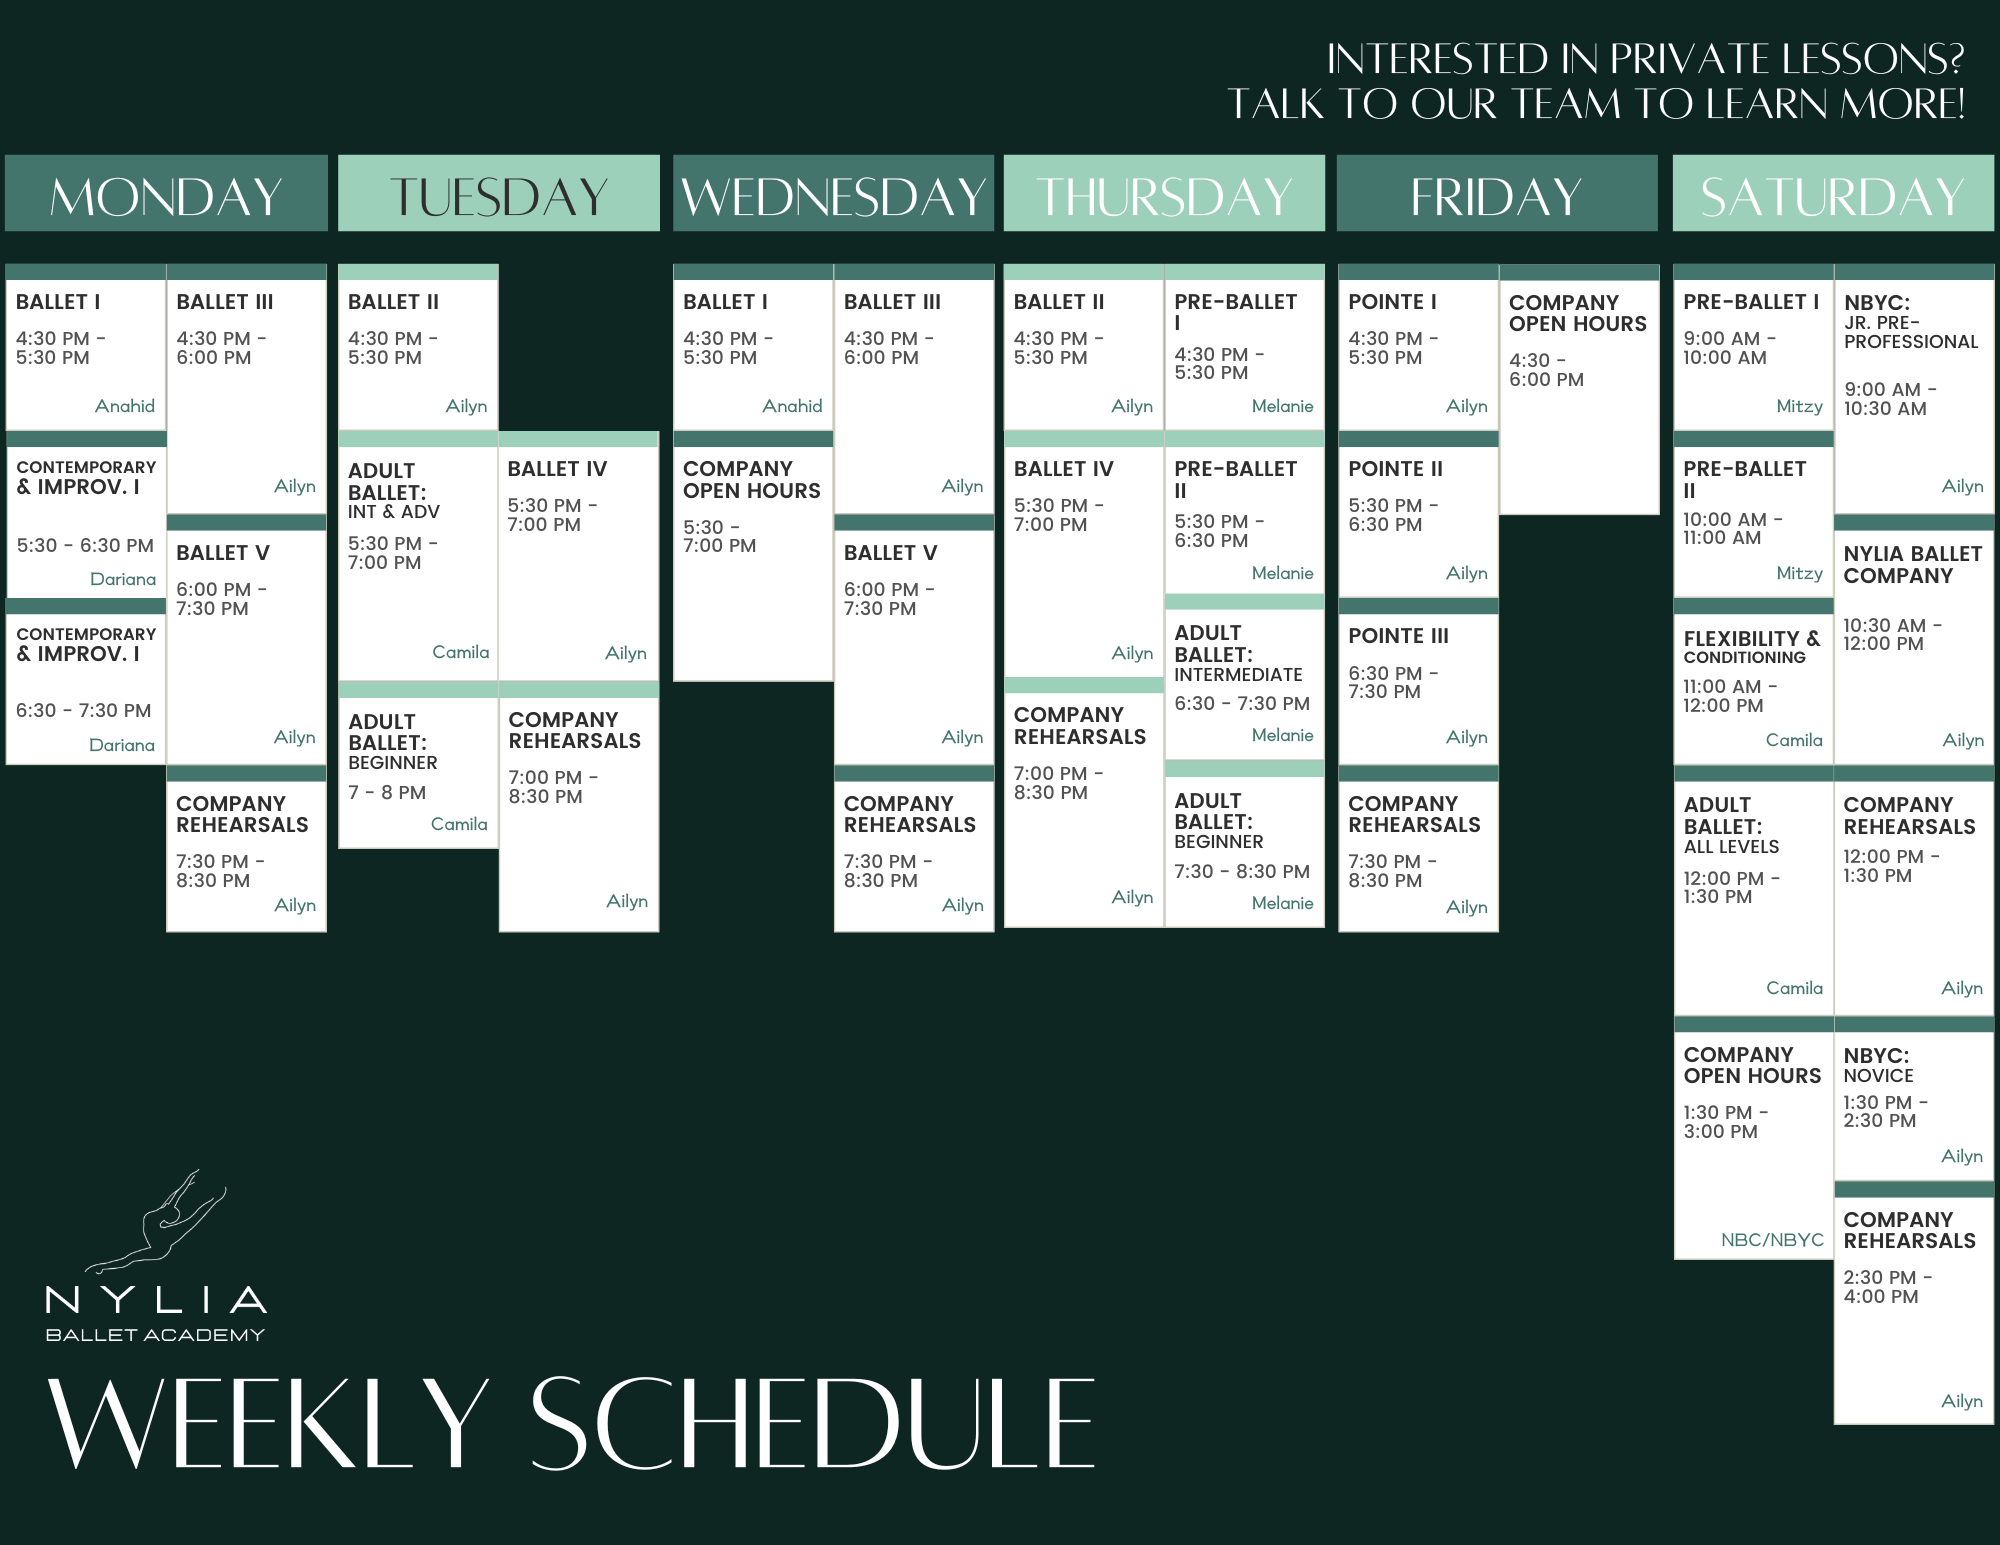 INTERESTED IN PRIVATE LESSONS?
TALK TO OUR TEAM TO LEARN MORE!
MONDAY
BALLET I
4:30 PM -
5:30 PM
Anahid
CONTEMPORARY
& IMPROV. I
5:30 - 6:30 PM
Dariana
CONTEMPORARY
& IMPROV. I
6:30 - 7:30 PM
Dariana
BALLET III
4:30 PM -
6:00 PM
Ailyn
BALLET V
6:00 PM -
7:30 PM
Ailyn
COMPANY
REHEARSALS
7:30 PM -
8:30 PM
Ailyn
TUESDAY
BALLET II
4:30 PM -
5:30 PM
Ailyn
ADULT
BALLET:
INT & ADV
5:30 PM -
7:00 PM
Camila
ADULT
BALLET:
BEGINNER
7 - 8 PM
Camila
BALLET IV
5:30 PM -
7:00 PM
Ailyn
COMPANY
REHEARSALS
7:00 PM -
8:30 PM
Ailyn
WEDNESDAY
BALLET I
4:30 PM -
5:30 PM
Anahid
COMPANY
OPEN HOURS
5:30 -
7:00 PM
BALLET III
4:30 PM -
6:00 PM
Ailyn
BALLET V
6:00 PM -
7:30 PM
Ailyn
COMPANY
REHEARSALS
7:30 PM -
8:30 PM
Ailyn
THURSDAY
BALLET II
4:30 PM -
5:30 PM
Ailyn
BALLET IV
5:30 PM -
7:00 PM
Ailyn
COMPANY
REHEARSALS
7:00 PM -
8:30 PM
Ailyn
PRE-BALLET
I
4:30 PM -
5:30 PM
Melanie
PRE-BALLET
II
5:30 PM -
6:30 PM
Melanie
ADULT
BALLET:
INTERMEDIATE
6:30 - 7:30 PM
Melanie
ADULT
BALLET:
BEGINNER
7:30 - 8:30 PM
Melanie
FRIDAY
POINTE I
4:30 PM -
5:30 PM
Ailyn
POINTE II
5:30 PM -
6:30 PM
Ailyn
POINTE III
6:30 PM -
7:30 PM
Ailyn
COMPANY
REHEARSALS
7:30 PM -
8:30 PM
Ailyn
COMPANY
OPEN HOURS
4:30 -
6:00 PM
SATURDAY
PRE-BALLET I
9:00 AM -
10:00 AM
Mitzy
PRE-BALLET
II
10:00 AM -
11:00 AM
Mitzy
FLEXIBILITY &
CONDITIONING
11:00 AM -
12:00 PM
Camila
ADULT
BALLET:
ALL LEVELS
12:00 PM -
1:30 PM
Camila
COMPANY
OPEN HOURS
1:30 PM -
3:00 PM
NBC/NBYC
NBYC:
JR. PRE-
PROFESSIONAL
9:00 AM -
10:30 AM
Ailyn
NYLIA BALLET
COMPANY
10:30 AM -
12:00 PM
Ailyn
COMPANY
REHEARSALS
12:00 PM -
1:30 PM
Ailyn
NBYC:
NOVICE
1:30 PM -
2:30 PM
Ailyn
COMPANY
REHEARSALS
2:30 PM -
4:00 PM
Ailyn
NYLIA
BALLET ACADEMY
WEEKLY SCHEDULE